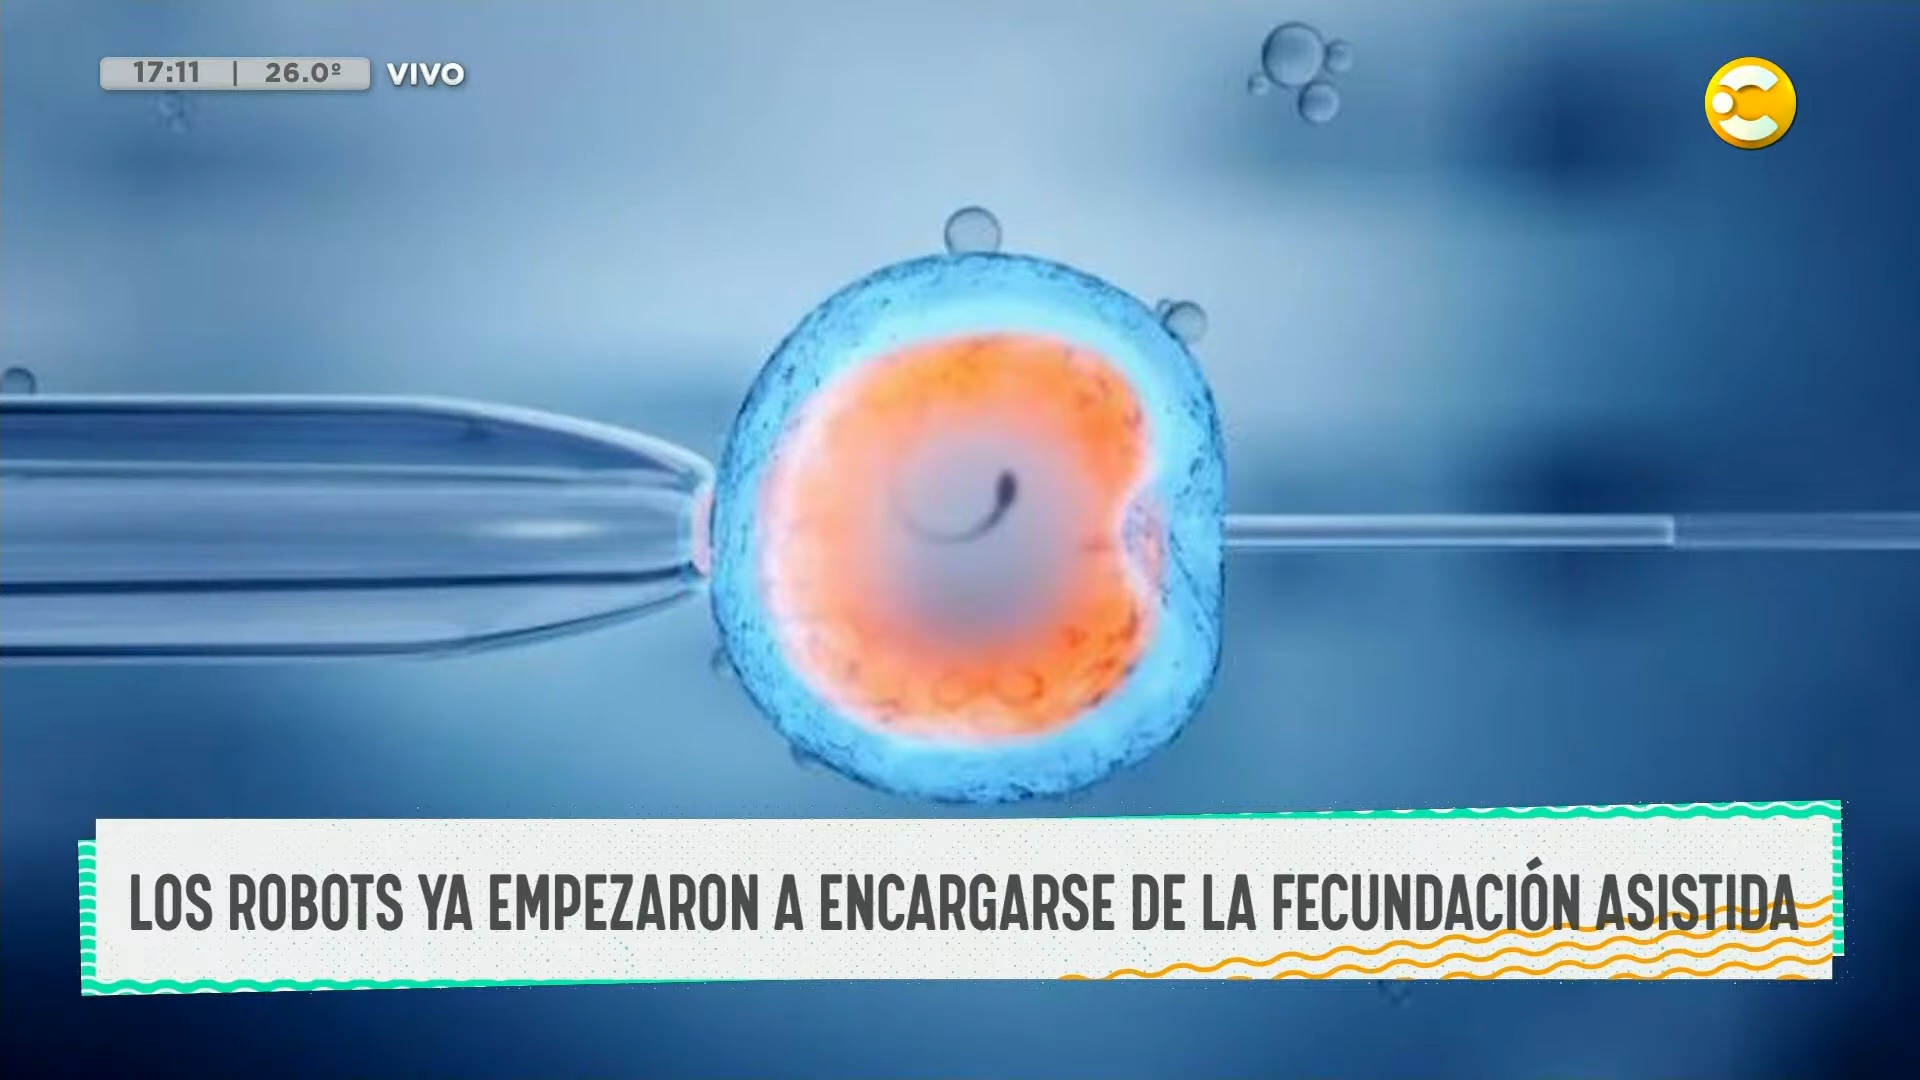 17:11 | 26.0º VIVO
LOS ROBOTS YA EMPEZARON A ENCARGARSE DE LA FECUNDACIÓN ASISTIDA